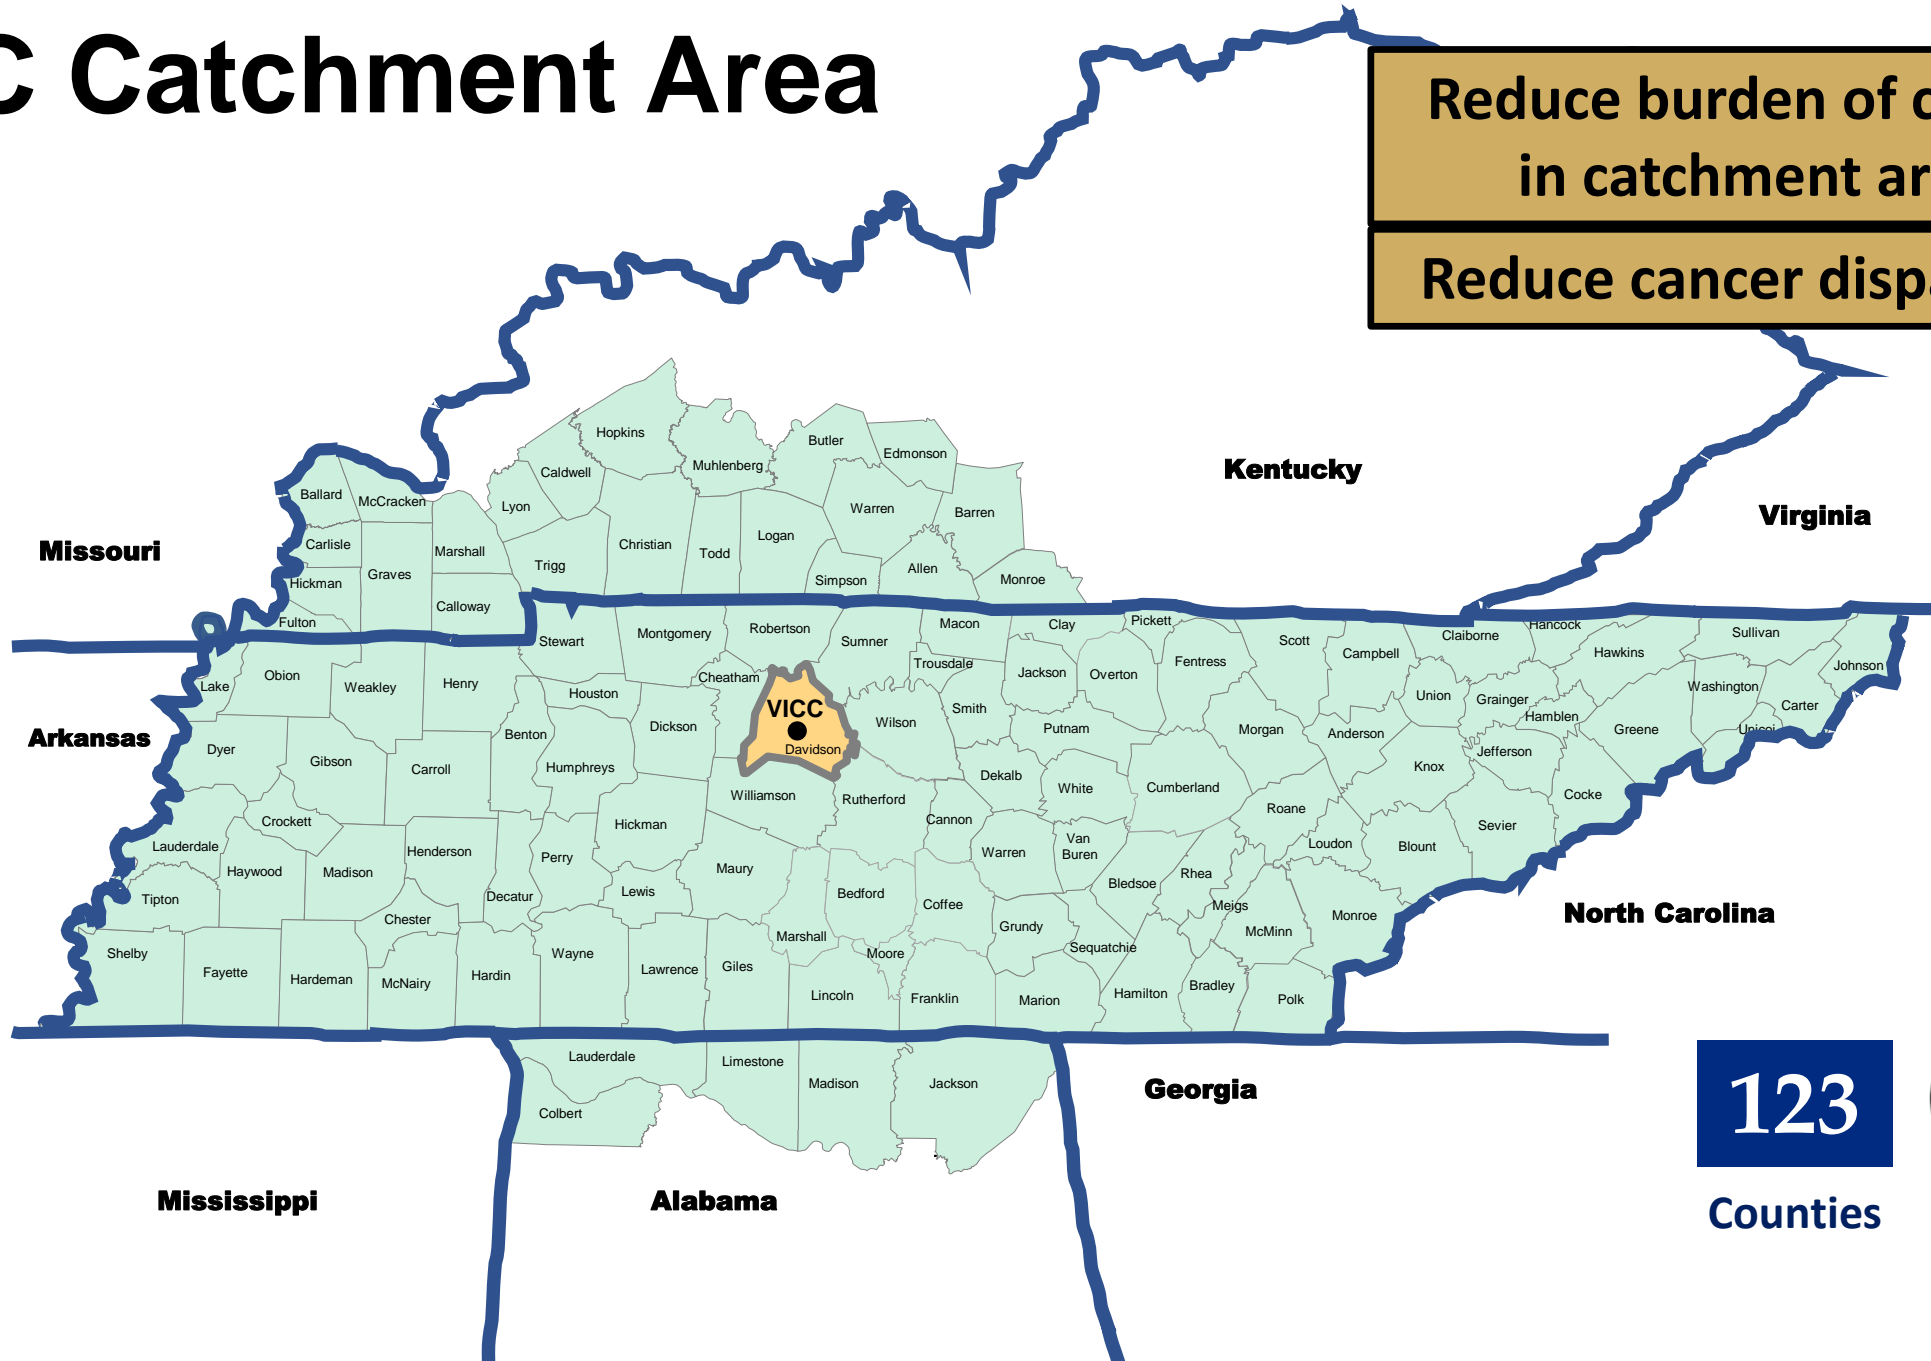 C Catchment Area
Reduce burden of c
in catchment ar
Reduce cancer disp
Kentucky
Virginia
Missouri
Arkansas
North Carolina
Mississippi
Alabama
Georgia
Hopkins
Butler
Edmonson
Muhlenberg
Caldwell
Ballard
McCracken
Lyon
Warren
Barren
Carlisle
Marshall
Christian
Todd
Logan
Trigg
Allen
Monroe
Simpson
Hickman
Graves
Calloway
Fulton
Stewart
Montgomery
Robertson
Sumner
Macon
Clay
Pickett
Scott
Claiborne
Hancock
Sullivan
Campbell
Hawkins
Fentress
Trousdale
Jackson
Overton
Johnson
Lake
Obion
Weakley
Henry
Houston
Cheatham
Union
Grainger
Washington
Carter
Hamblen
VICC
Davidson
Wilson
Smith
Dickson
Benton
Putnam
Morgan
Anderson
Greene
Unicoi
Dyer
Gibson
Carroll
Humphreys
Jefferson
Knox
Dekalb
White
Cumberland
Williamson
Rutherford
Cocke
Roane
Sevier
Crockett
Hickman
Cannon
Lauderdale
Henderson
Perry
Warren
Van
Buren
Loudon
Blount
Haywood
Madison
Maury
Rhea
Bledsoe
Tipton
Decatur
Lewis
Bedford
Coffee
Meigs
Monroe
Chester
Grundy
McMinn
Marshall
Sequatchie
Shelby
Moore
Wayne
Fayette
Hardeman
McNairy
Hardin
Lawrence
Giles
Lincoln
Franklin
Marion
Hamilton
Bradley
Polk
Lauderdale
Limestone
Madison
Jackson
Colbert
123
Counties